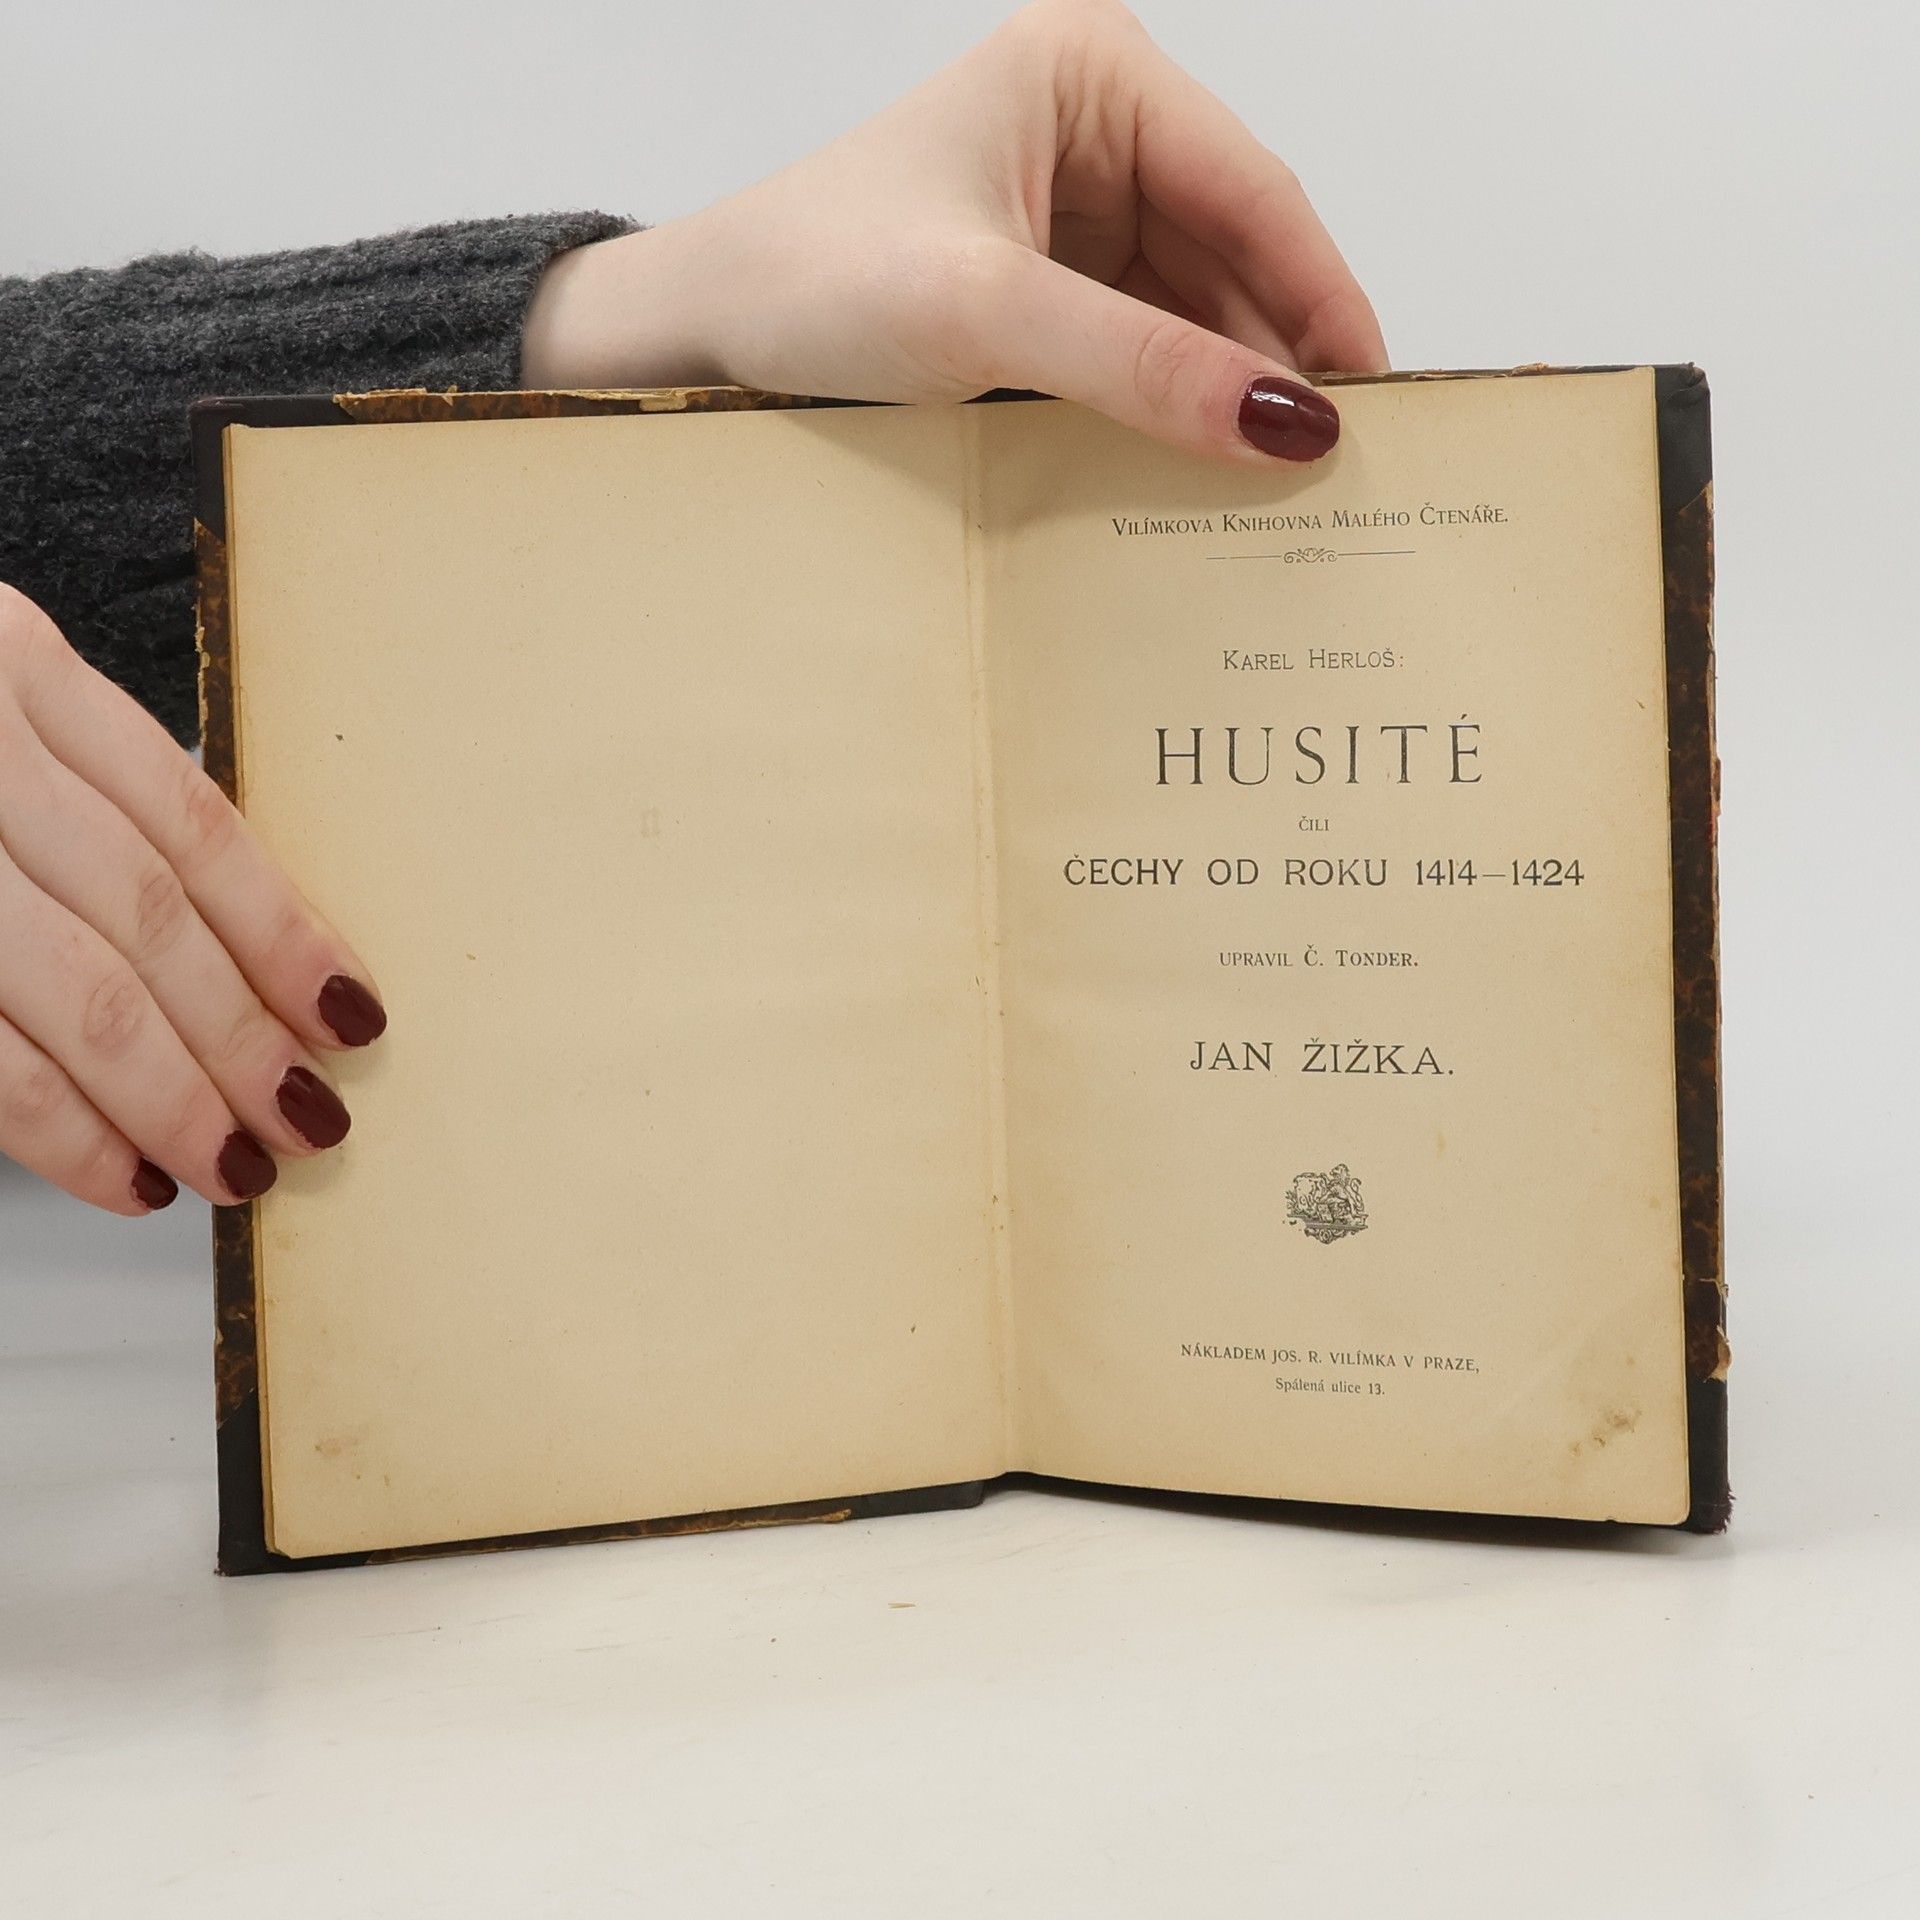 Vilímkova Knihovna Malého Čtenáře.
Karel Herloš:
HUSITÉ
čili
ČECHY OD ROKU 1414—1424
upravil Č. Tonder.
JAN ŽIŽKA.
NÁKLADEM JOS. R. VILÍMKA V PRAZE,
Spálená ulice 13.